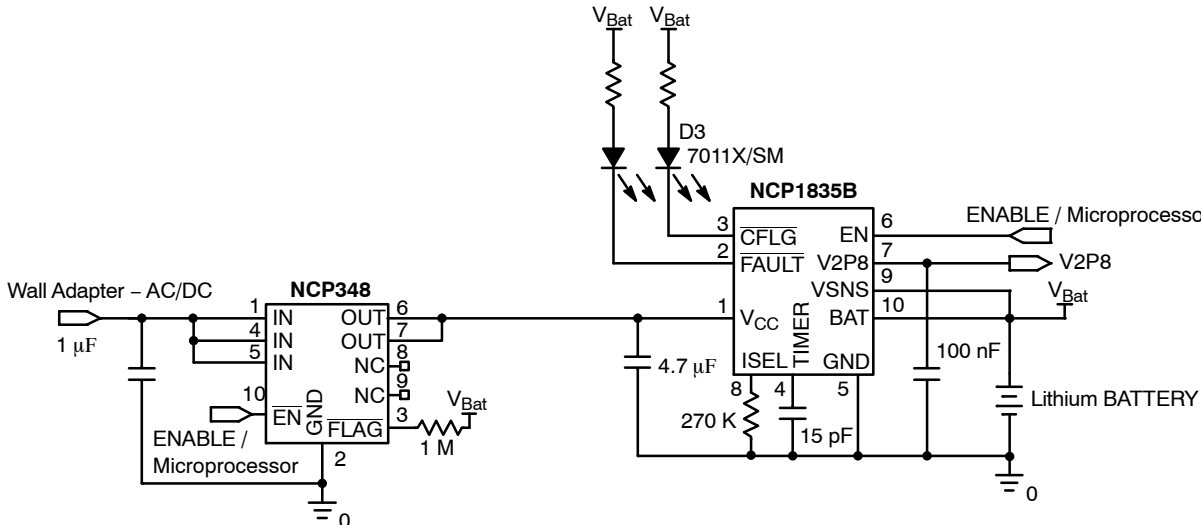 V_Bat V_Bat
D3
7011X/SM
NCP1835B
3 CFLG EN 6 ENABLE / Microprocesso
2 FAULT V2P8 7 V2P8
VSNS 9
Wall Adapter – AC/DC NCP348 V_Bat
1 IN OUT 6 1 V_CC BAT 10
1 μF 4 IN OUT 7
5 IN NC 8 4.7 μF ISEL TIMER GND 100 nF
NC 9 8 4 5
10 EN GND FLAG 3 V_Bat 270 K 15 pF Lithium BATTERY
ENABLE / 1 M
Microprocessor 2
0 0